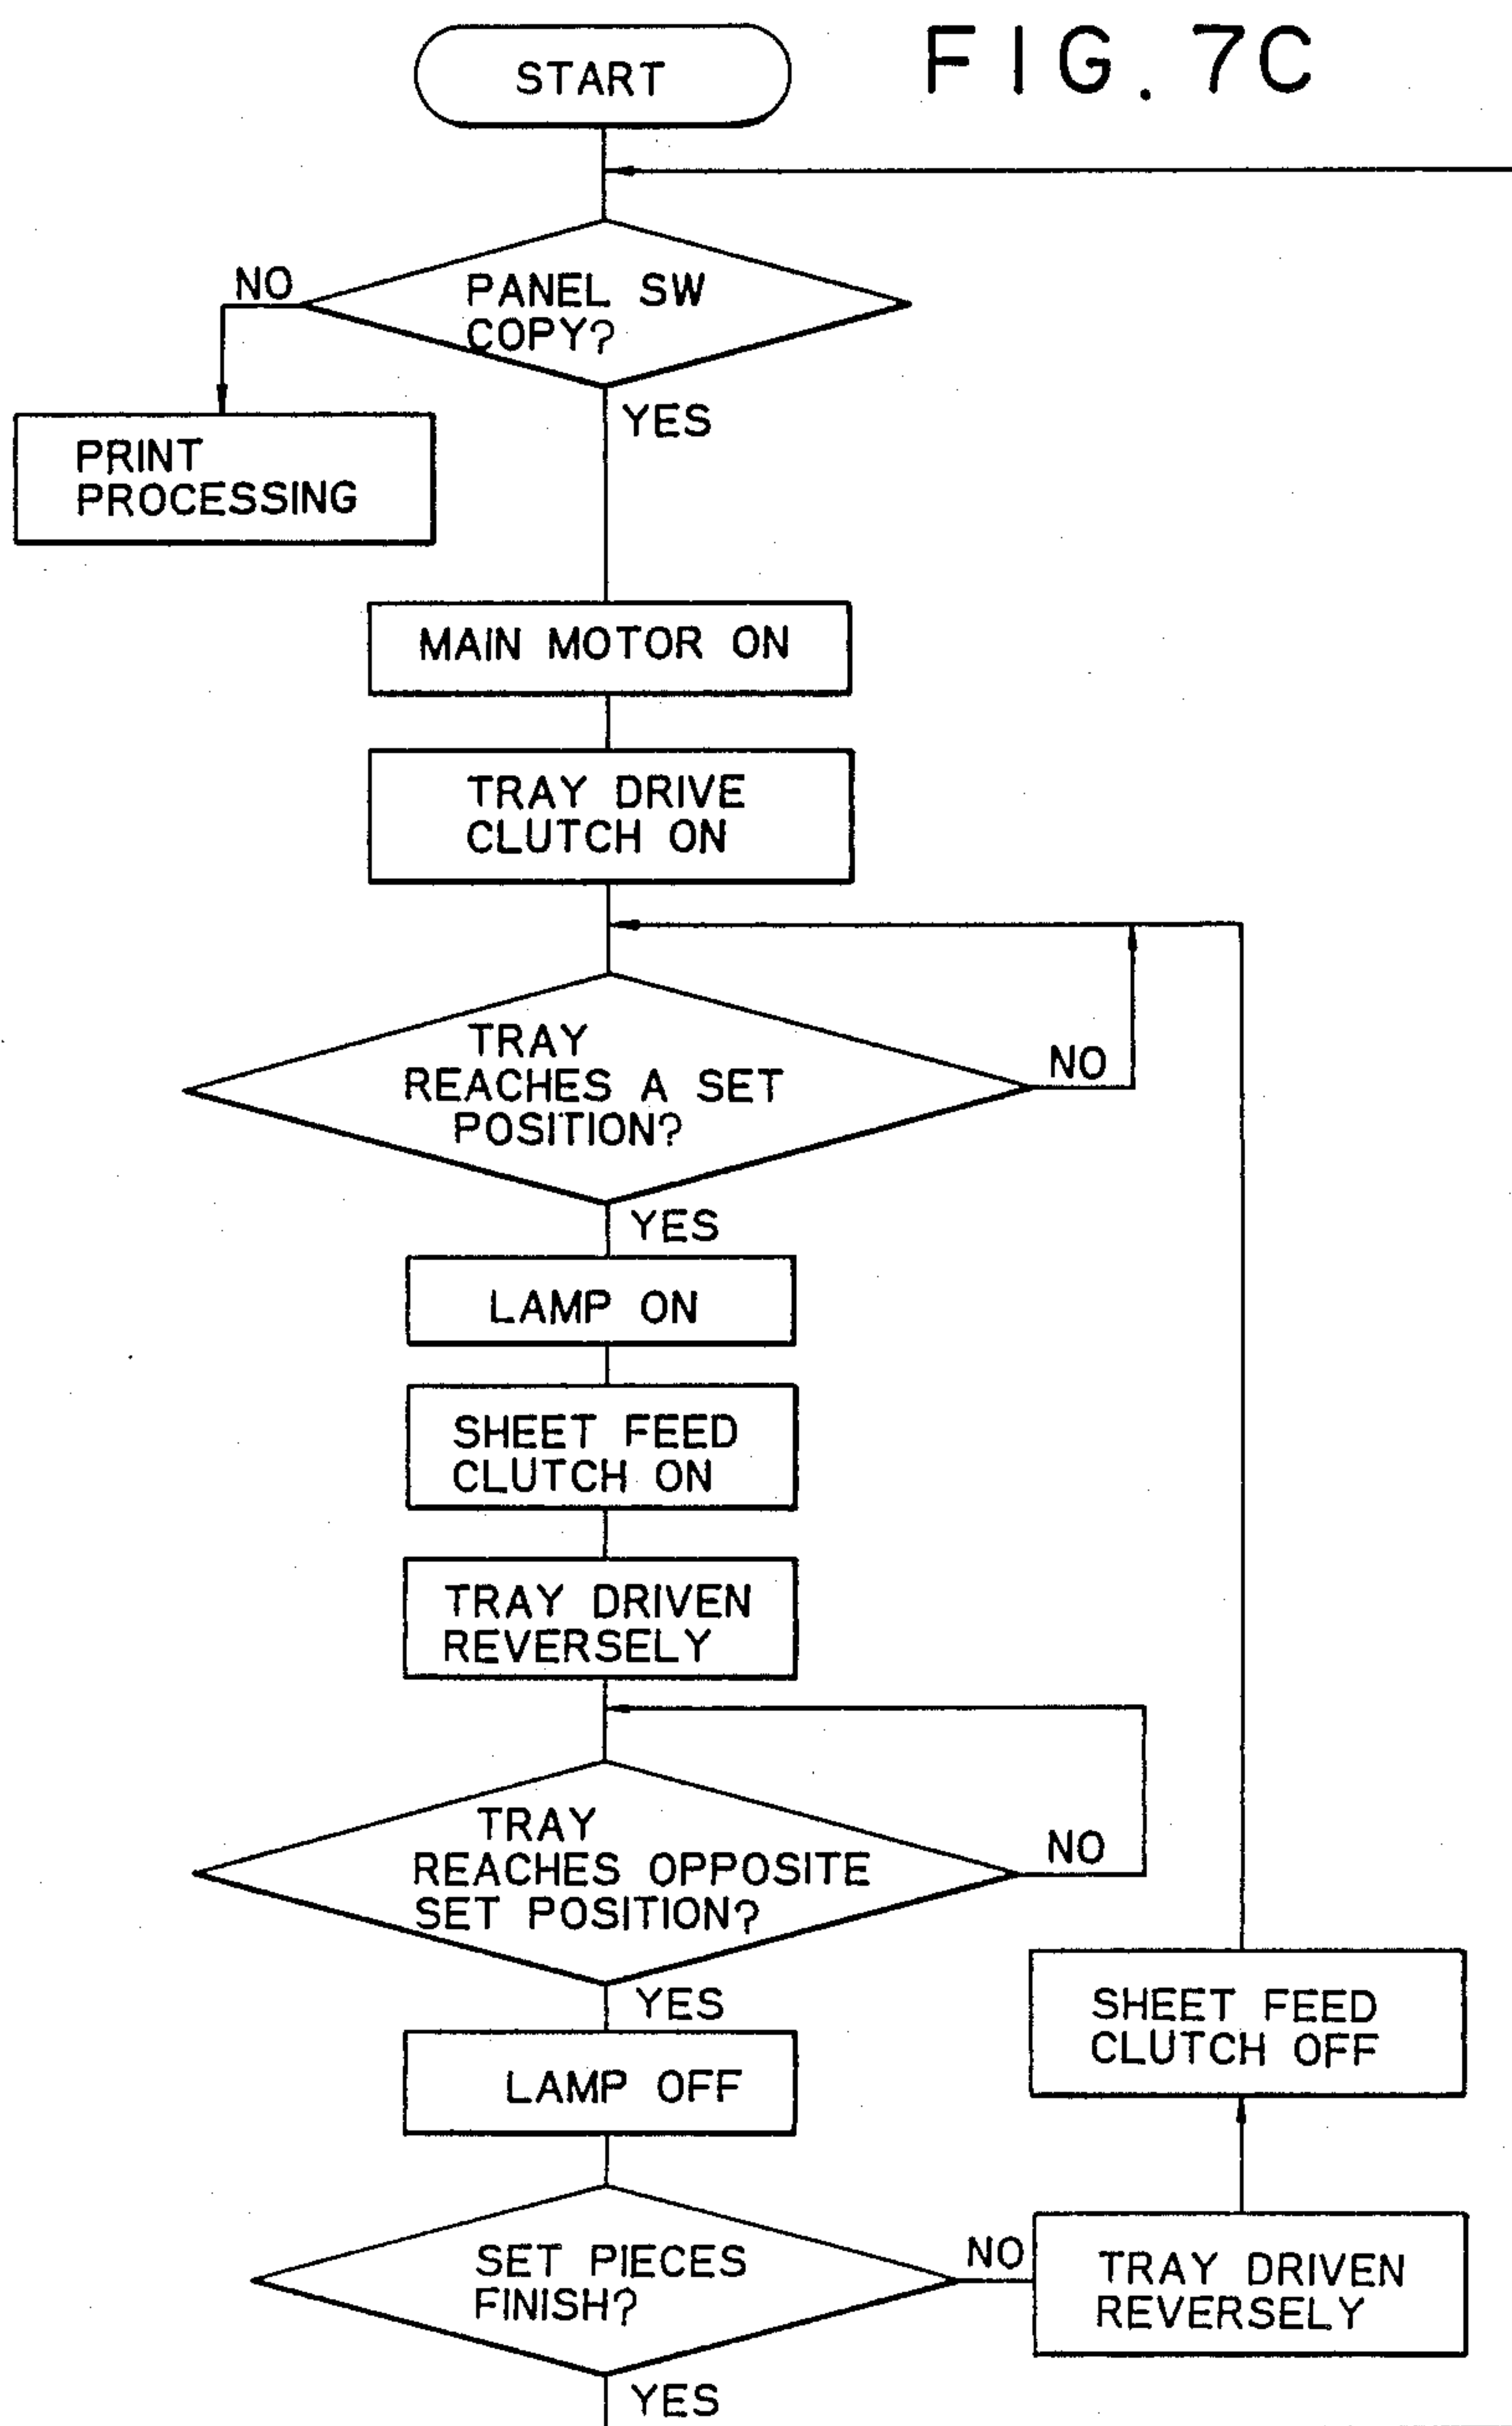 START
FIG. 7C
NO
PANEL SW
COPY?
YES
PRINT
PROCESSING
MAIN MOTOR ON
TRAY DRIVE
CLUTCH ON
TRAY
REACHES A SET
POSITION?
NO
YES
LAMP ON
SHEET FEED
CLUTCH ON
TRAY DRIVEN
REVERSELY
TRAY
REACHES OPPOSITE
SET POSITION?
NO
YES
SHEET FEED
CLUTCH OFF
LAMP OFF
SET PIECES
FINISH?
NO
TRAY DRIVEN
REVERSELY
YES